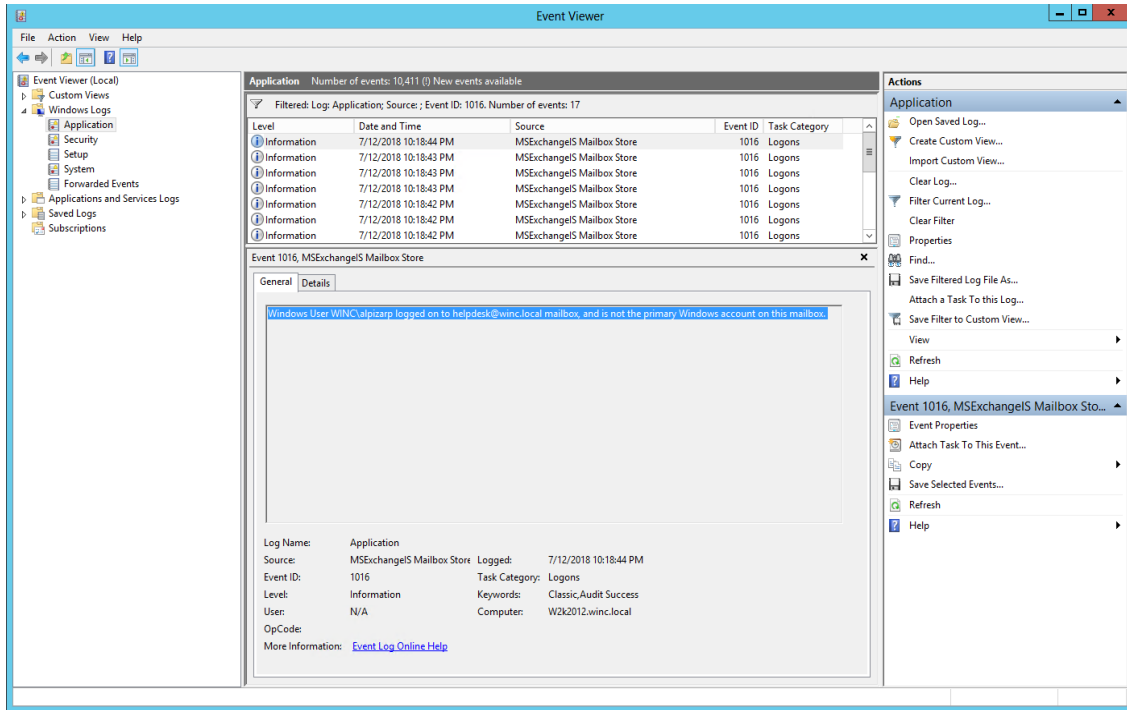 Event Viewer
File Action View Help
Event Viewer (Local)
Custom Views
Windows Logs
Application
Security
Setup
System
Forwarded Events
Applications and Services Logs
Saved Logs
Subscriptions
Application Number of events: 10,411 (!) New events available
Filtered: Log: Application; Source: ; Event ID: 1016. Number of events: 17
Level Date and Time Source Event ID Task Category
Information 7/12/2018 10:18:44 PM MSExchangeIS Mailbox Store 1016 Logons
Information 7/12/2018 10:18:43 PM MSExchangeIS Mailbox Store 1016 Logons
Information 7/12/2018 10:18:43 PM MSExchangeIS Mailbox Store 1016 Logons
Information 7/12/2018 10:18:43 PM MSExchangeIS Mailbox Store 1016 Logons
Information 7/12/2018 10:18:42 PM MSExchangeIS Mailbox Store 1016 Logons
Information 7/12/2018 10:18:42 PM MSExchangeIS Mailbox Store 1016 Logons
Information 7/12/2018 10:18:42 PM MSExchangeIS Mailbox Store 1016 Logons
Event 1016, MSExchangeIS Mailbox Store
General Details
Windows User WINC\alpizarp logged on to helpdesk@winc.local mailbox, and is not the primary Windows account on this mailbox.
Log Name: Application
Source: MSExchangeIS Mailbox Store Logged: 7/12/2018 10:18:44 PM
Event ID: 1016 Task Category: Logons
Level: Information Keywords: Classic,Audit Success
User: N/A Computer: W2k2012.winc.local
OpCode:
More Information: Event Log Online Help
Actions
Application
Open Saved Log...
Create Custom View...
Import Custom View...
Clear Log...
Filter Current Log...
Clear Filter
Properties
Find...
Save Filtered Log File As...
Attach a Task To this Log...
Save Filter to Custom View...
View
Refresh
Help
Event 1016, MSExchangeIS Mailbox Sto...
Event Properties
Attach Task To This Event...
Copy
Save Selected Events...
Refresh
Help